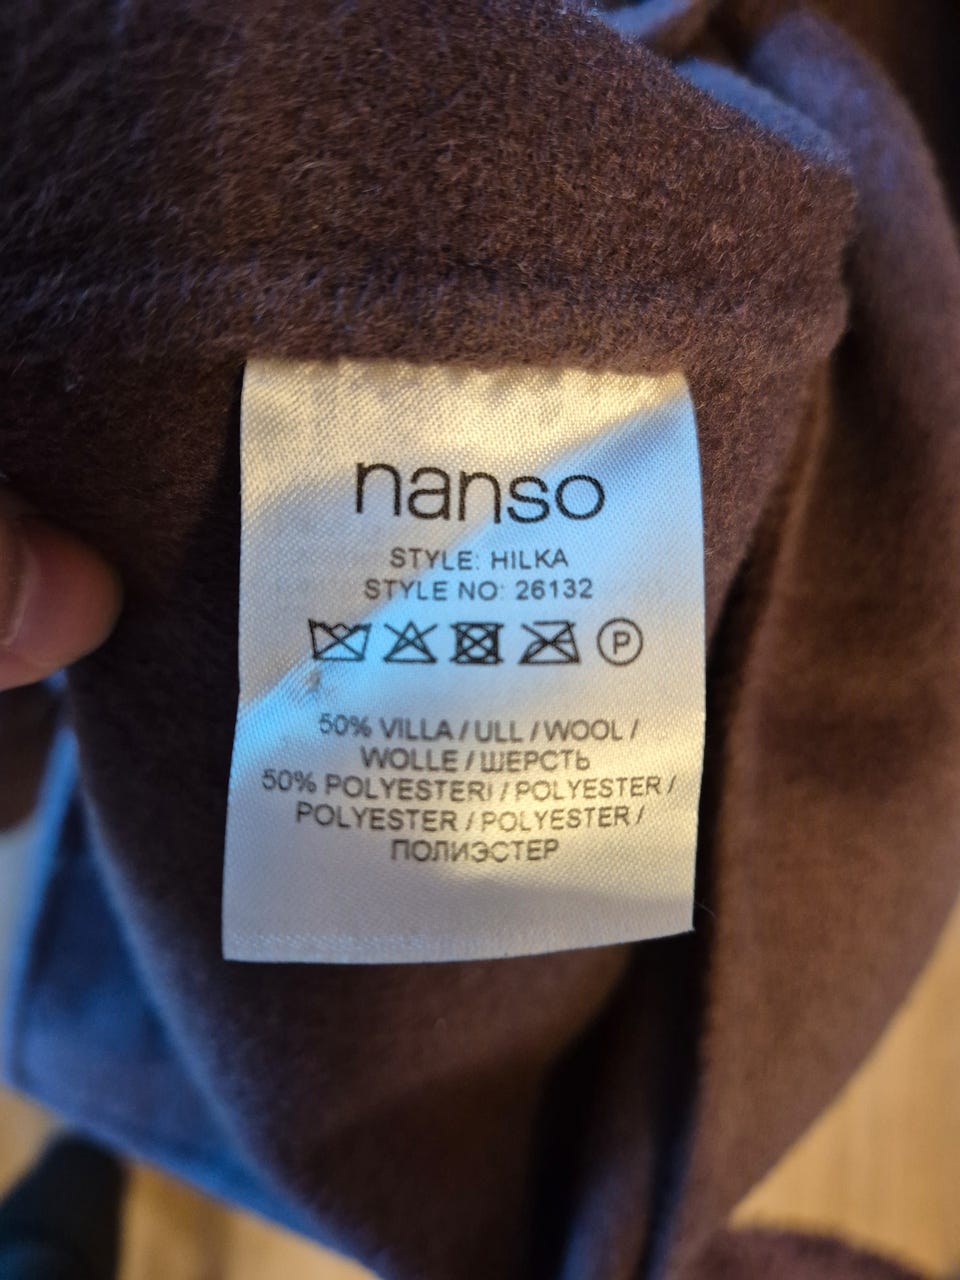 nanso
STYLE: HILKA
STYLE NO: 26132
P
50% VILLA / ULL / WOOL /
WOLLE / ШЕРСТЬ
50% POLYESTERI / POLYESTER /
POLYESTER / POLYESTER /
ПОЛИЭСТЕР